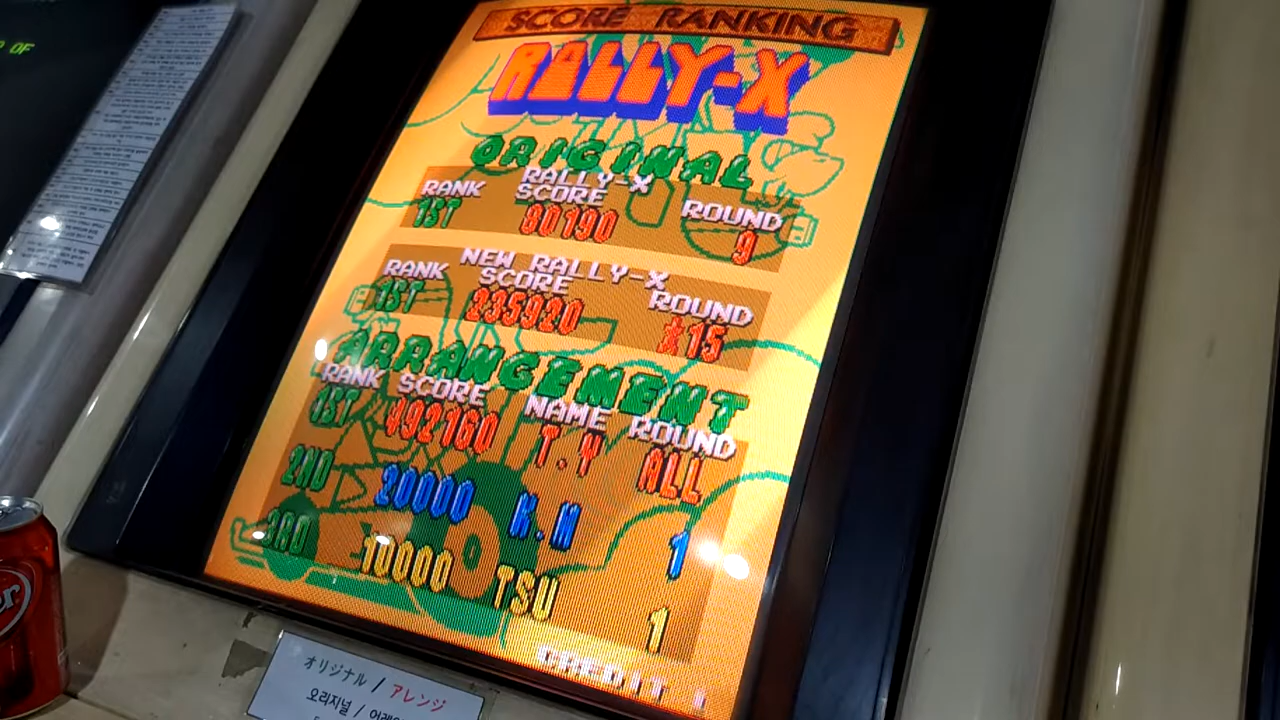 P OF
SCORE RANKING
RALLY-X
ORIGINAL
RALLY-X
RANK SCORE ROUND
1ST 80190 9
NEW RALLY-X
RANK SCORE ROUND
1ST 235920 ★15
ARRANGEMENT
RANK SCORE NAME ROUND
1ST 492160 T.Y ALL
2ND 20000 K.M 1
3RD 10000 TSU 1
CREDIT 1
オリジナル / アレンジ
오리지널 /